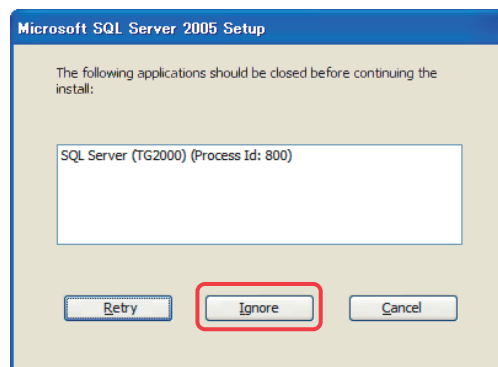 Microsoft SQL Server 2005 Setup
The following applications should be closed before continuing the
install:
SQL Server (TG2000) (Process Id: 800)
Retry
Ignore
Cancel